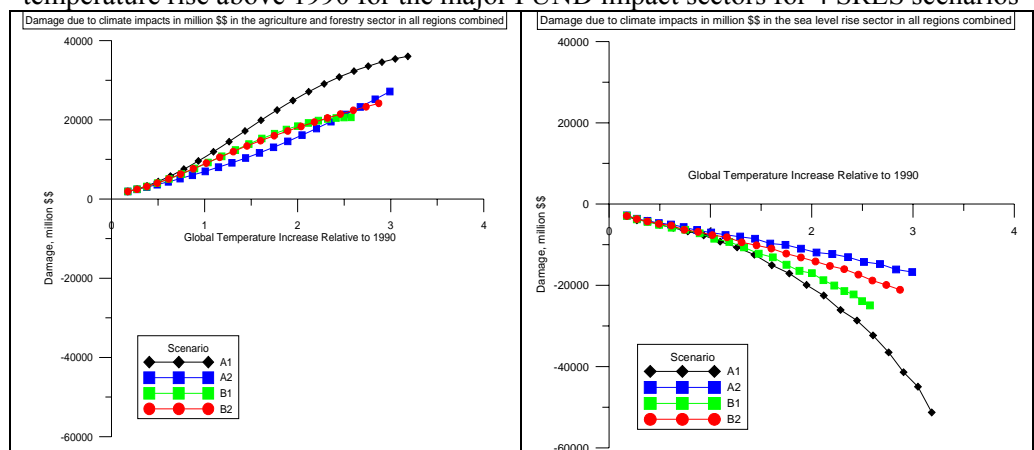 temperature rise above 1990 for the major FUND impact sectors for 4 SRES scenarios
Damage due to climate impacts in million $$ in the agriculture and forestry sector in all regions combined
40000
20000
0
-20000
-40000
-60000
Damage, million $$
0
1
2
3
4
Global Temperature Increase Relative to 1990
Scenario
A1
A2
B1
B2
Damage due to climate impacts in million $$ in the sea level rise sector in all regions combined
40000
20000
0
-20000
-40000
-60000
Damage, million $$
Global Temperature Increase Relative to 1990
0
1
2
3
4
Scenario
A1
A2
B1
B2